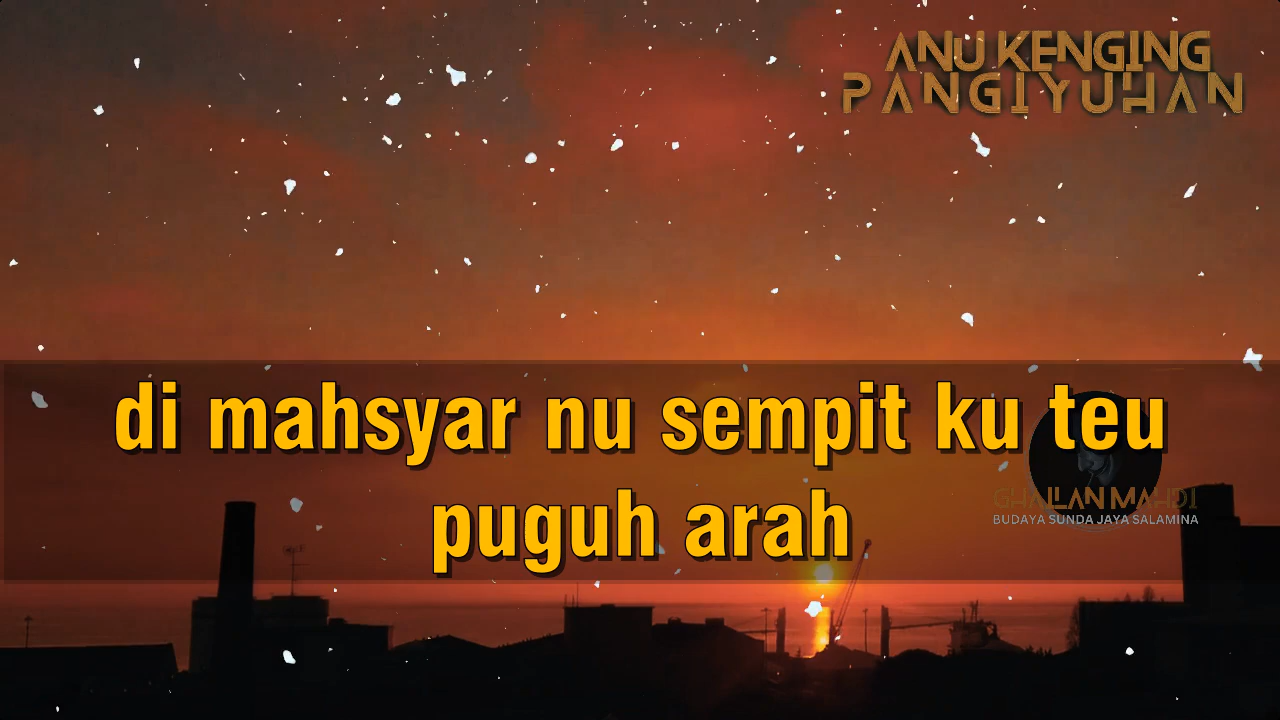 ANU KENGING
PANGIYUHAN
di mahsyar nu sempit ku teu
puguh arah
GHAILAN MAHDI
BUDAYA SUNDA JAYA SALAMINA